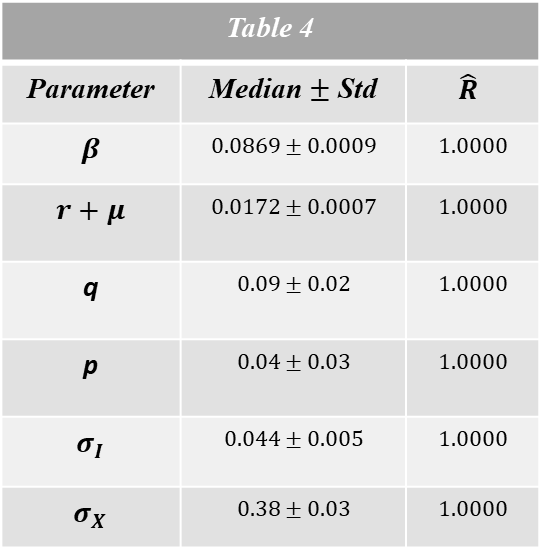 Table 4
Parameter Median ± Std R̂
β 0.0869 ± 0.0009 1.0000
r + μ 0.0172 ± 0.0007 1.0000
q 0.09 ± 0.02 1.0000
p 0.04 ± 0.03 1.0000
σ_I 0.044 ± 0.005 1.0000
σ_X 0.38 ± 0.03 1.0000